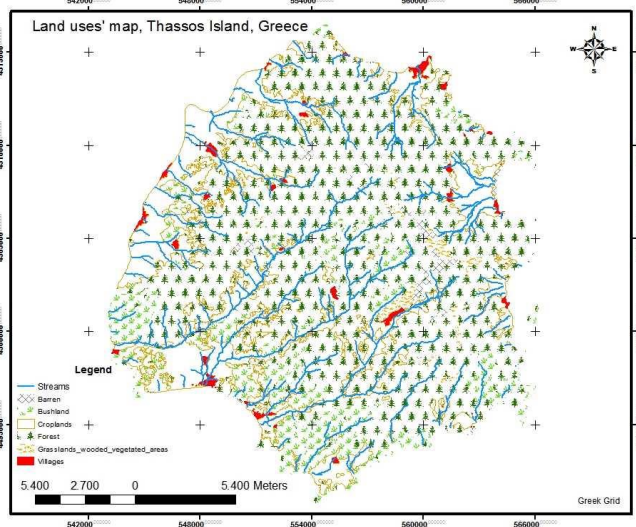 542000 548000 554000 560000 566000
Land uses' map, Thassos Island, Greece
N
W E
S
Legend
Streams
Barren
Bushland
Croplands
Forest
Grasslands_wooded_vegetated_areas
Villages
5.400 2.700 0 5.400 Meters
Greek Grid
542000 548000 554000 560000 566000